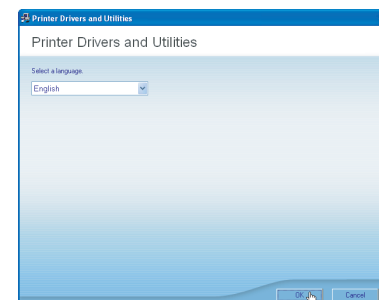 Printer Drivers and Utilities
Printer Drivers and Utilities
Select a language.
English
OK
Cancel